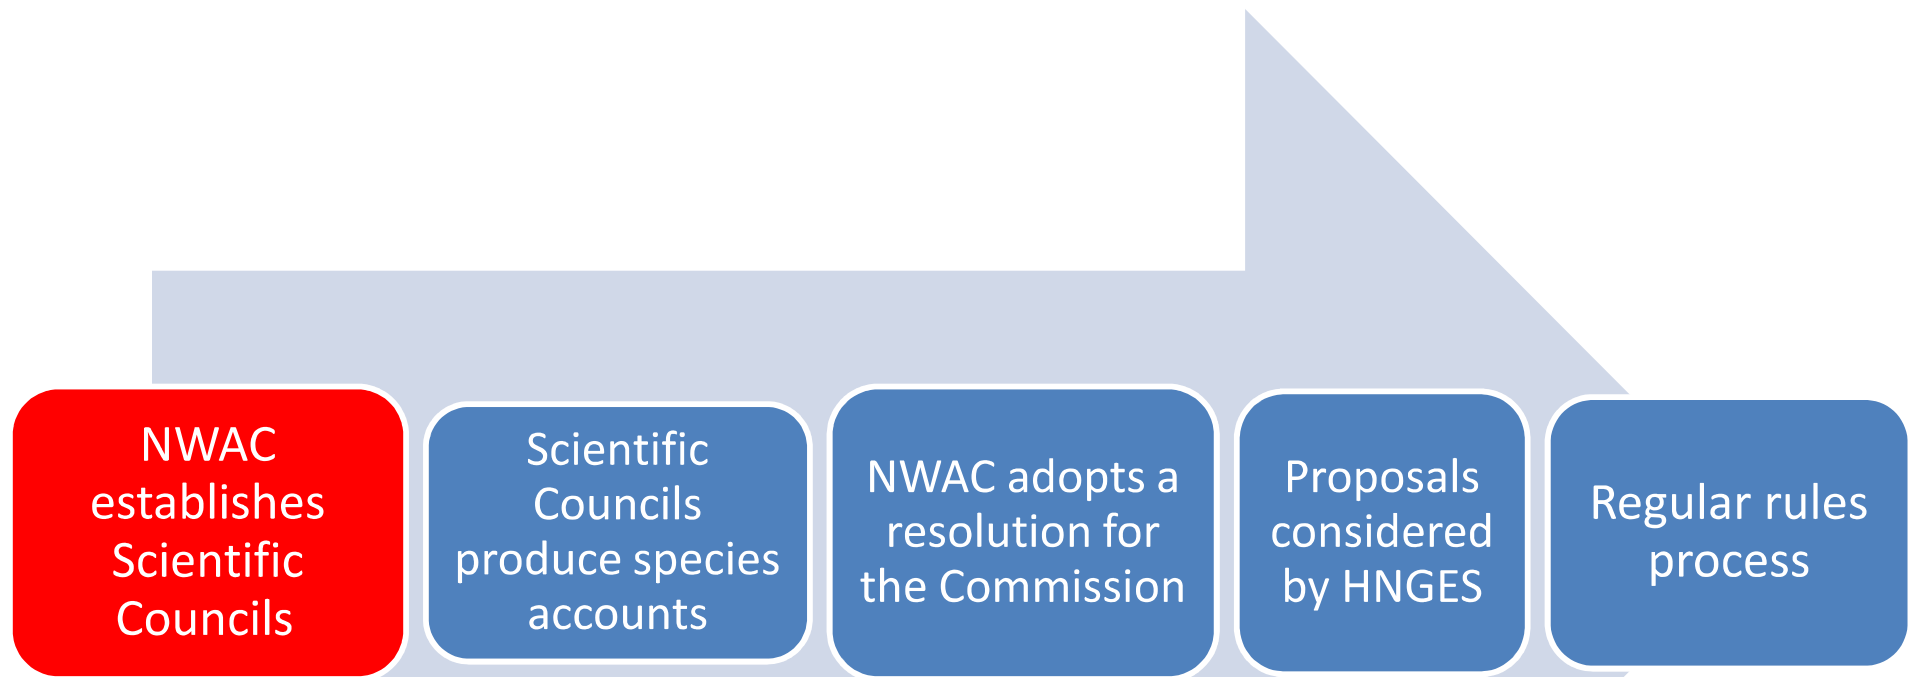 NWAC
establishes
Scientific
Councils
Scientific
Councils
produce species
accounts
NWAC adopts a
resolution for
the Commission
Proposals
considered
by HNGES
Regular rules
process